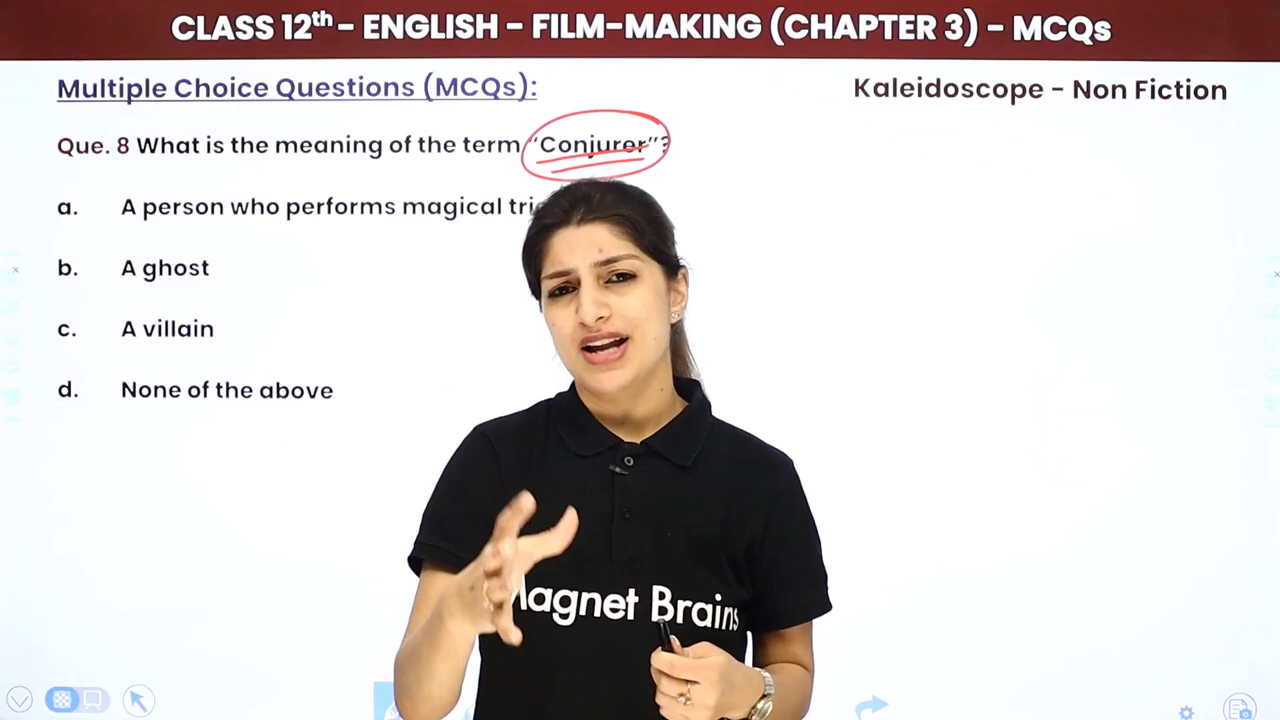 CLASS 12th - ENGLISH - FILM-MAKING (CHAPTER 3) - MCQs
Multiple Choice Questions (MCQs):
Kaleidoscope - Non Fiction
Que. 8 What is the meaning of the term "Conjurer"?
a. A person who performs magical
b. A ghost
c. A villain
d. None of the above
Magnet Brains